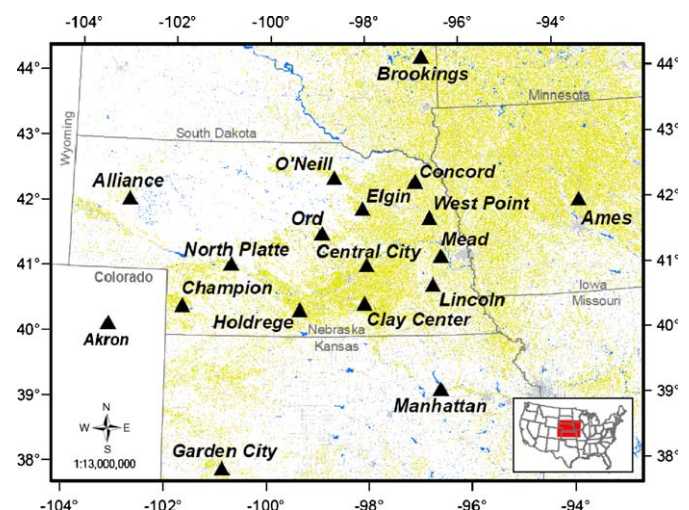 -104° -102° -100° -98° -96° -94°
44° 44°
Brookings
Minnesota
43° 43°
Wyoming
South Dakota
O'Neill Concord
Alliance
Elgin West Point
42° 42°
Ames
Ord
Mead
North Platte Central City
41° 41°
Colorado
Champion
Lincoln
Iowa
Missouri
Holdrege Clay Center
Nebraska
Kansas
40° 40°
Akron
39° 39°
Manhattan
N
W E
S
1:13,000,000
Garden City
38° 38°
-104° -102° -100° -98° -96° -94°